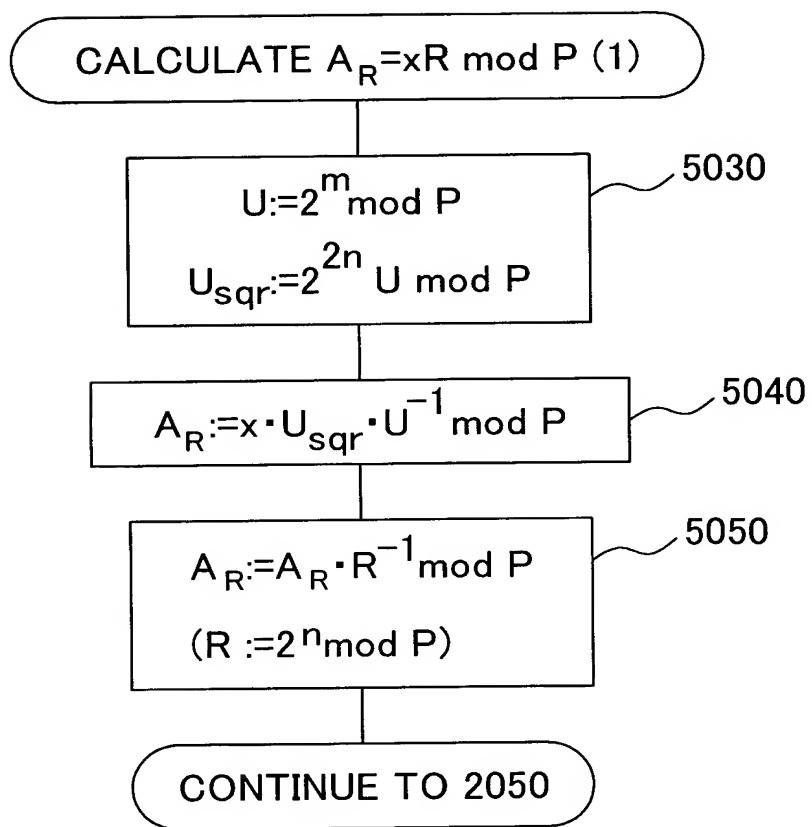 CALCULATE A_R=xR mod P (1)
5030
U:=2^m mod P
U_sqr:=2^2n U mod P
5040
A_R:=x·U_sqr·U^-1 mod P
5050
A_R:=A_R·R^-1 mod P
(R :=2^n mod P)
CONTINUE TO 2050